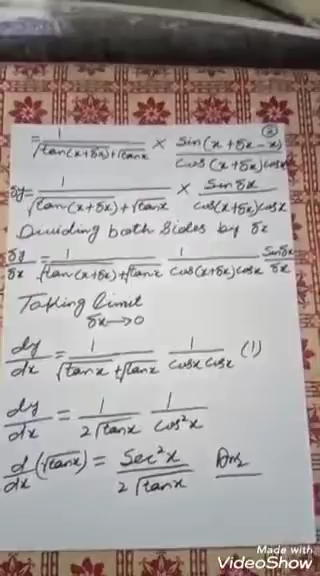 ②
= 1/(√tan(x+δx) + √tanx) × sin(x+δx-x)/(cos(x+δx)cosx)
δy = 1/(√tan(x+δx) + √tanx) × sin δx/(cos(x+δx)cosx)
Dividing both sides by δx
δy/δx = 1/(√tan(x+δx) + √tanx) 1/(cos(x+δx)cosx) sinδx/δx
Taking limit
δx→0
dy/dx = 1/(√tanx + √tanx) 1/(cosx cosx) (1)
dy/dx = 1/(2√tanx) 1/cos²x
d/dx (√tanx) = sec²x/(2√tanx) Ans
Made with
VideoShow